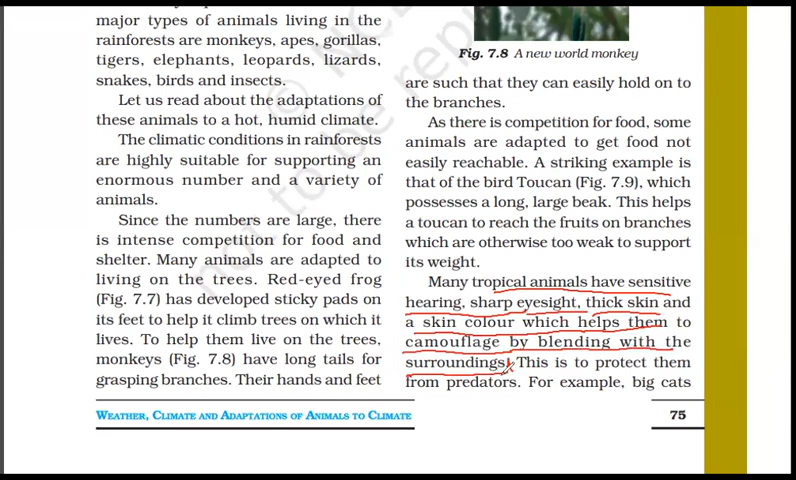 major types of animals living in the
rainforests are monkeys, apes, gorillas,
tigers, elephants, leopards, lizards,
snakes, birds and insects.
Let us read about the adaptations of
these animals to a hot, humid climate.
The climatic conditions in rainforests
are highly suitable for supporting an
enormous number and a variety of
animals.
Since the numbers are large, there
is intense competition for food and
shelter. Many animals are adapted to
living on the trees. Red-eyed frog
(Fig. 7.7) has developed sticky pads on
its feet to help it climb trees on which it
lives. To help them live on the trees,
monkeys (Fig. 7.8) have long tails for
grasping branches. Their hands and feet
Fig. 7.8 A new world monkey
are such that they can easily hold on to
the branches.
As there is competition for food, some
animals are adapted to get food not
easily reachable. A striking example is
that of the bird Toucan (Fig. 7.9), which
possesses a long, large beak. This helps
a toucan to reach the fruits on branches
which are otherwise too weak to support
its weight.
Many tropical animals have sensitive
hearing, sharp eyesight, thick skin and
a skin colour which helps them to
camouflage by blending with the
surroundings. This is to protect them
from predators. For example, big cats
WEATHER, CLIMATE AND ADAPTATIONS OF ANIMALS TO CLIMATE
75
not to be rep